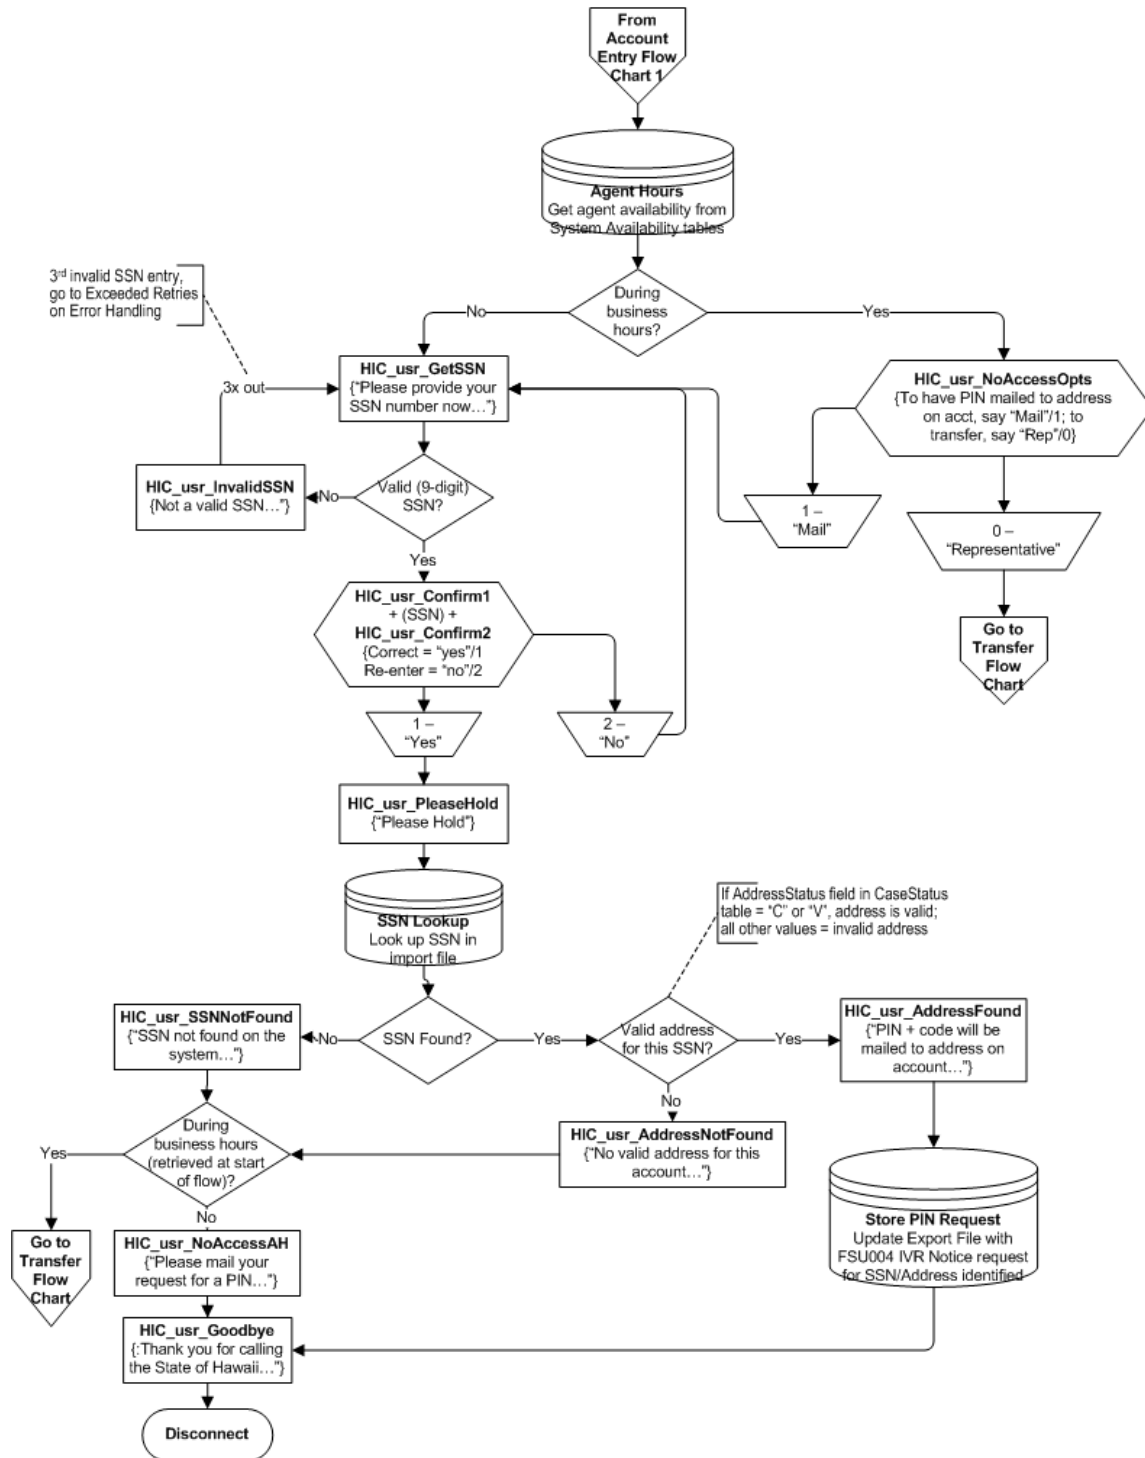 From
Account
Entry Flow
Chart 1
Agent Hours
Get agent availability from
System Availability tables
During
business
hours?
No
Yes
3rd invalid SSN entry,
go to Exceeded Retries
on Error Handling
3x out
HIC_usr_GetSSN
{“Please provide your
SSN number now…”}
HIC_usr_NoAccessOpts
{To have PIN mailed to address
on acct, say “Mail”/1; to
transfer, say “Rep”/0}
HIC_usr_InvalidSSN
{Not a valid SSN…”}
No
Valid (9-digit)
SSN?
1 –
“Mail”
0 –
“Representative”
Yes
HIC_usr_Confirm1
+ (SSN) +
HIC_usr_Confirm2
{Correct = “yes”/1
Re-enter = “no”/2
Go to
Transfer
Flow
Chart
1 –
“Yes”
2 –
“No”
HIC_usr_PleaseHold
{“Please Hold”}
SSN Lookup
Look up SSN in
import file
If AddressStatus field in CaseStatus
table = “C” or “V”, address is valid;
all other values = invalid address
HIC_usr_SSNNotFound
{“SSN not found on the
system…”}
No
SSN Found?
Yes
Valid address
for this SSN?
Yes
HIC_usr_AddressFound
{“PIN + code will be
mailed to address on
account…”}
No
During
business hours
(retrieved at start
of flow)?
Yes
HIC_usr_AddressNotFound
{“No valid address for this
account…”}
No
Go to
Transfer
Flow
Chart
HIC_usr_NoAccessAH
{“Please mail your
request for a PIN…”}
Store PIN Request
Update Export File with
FSU004 IVR Notice request
for SSN/Address identified
HIC_usr_Goodbye
{:Thank you for calling
the State of Hawaii…”}
Disconnect